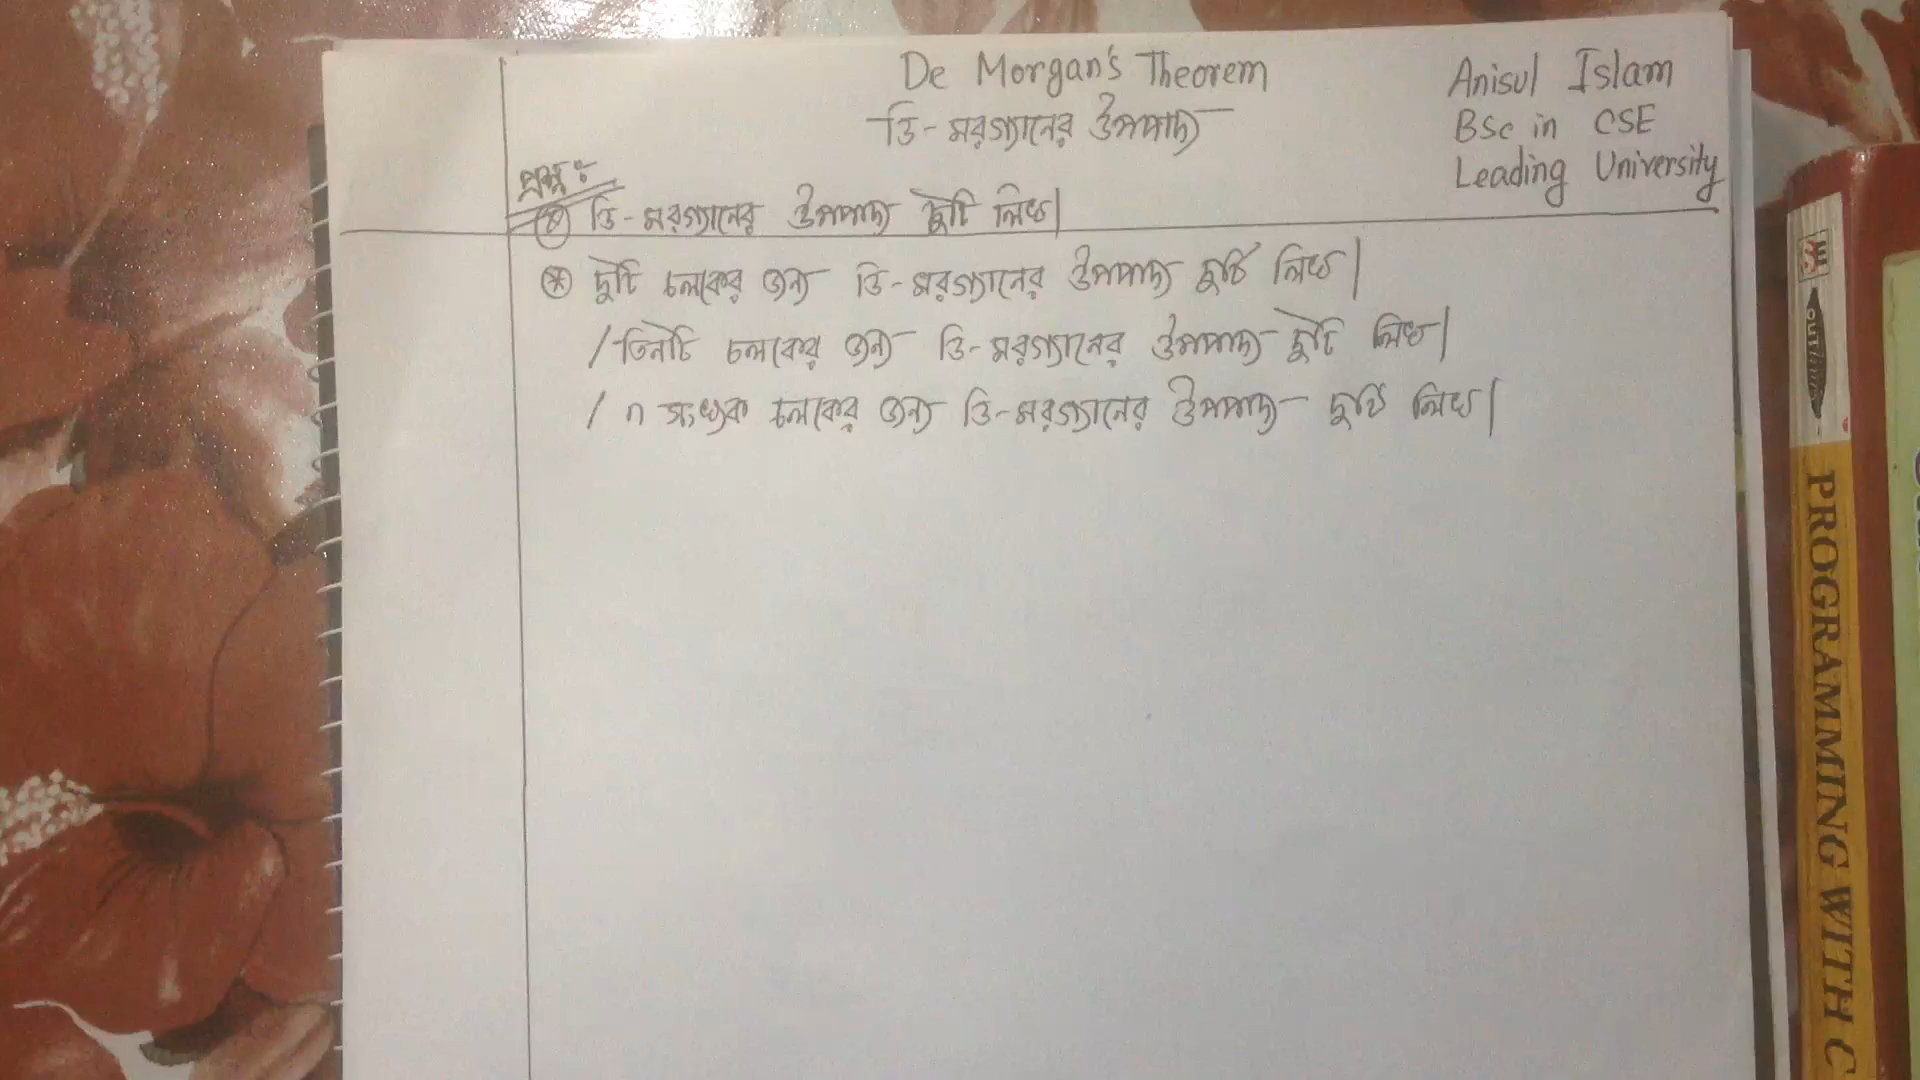 De Morgan's Theorem
ডি-মরগ্যানের উপপাদ্য
Anisul Islam
BSc in CSE
Leading University
প্রশ্ন:
ডি-মরগ্যানের উপপাদ্য দুটি লিখ।
দুটি চলকের জন্য ডি-মরগ্যানের উপপাদ্য দুটি লিখ।
/তিনটি চলকের জন্য ডি-মরগ্যানের উপপাদ্য দুটি লিখ।
/ n সংখ্যক চলকের জন্য ডি-মরগ্যানের উপপাদ্য দুটি লিখ।
PROGRAMMING WITH C